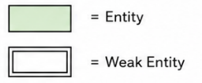 = Entity
= Weak Entity